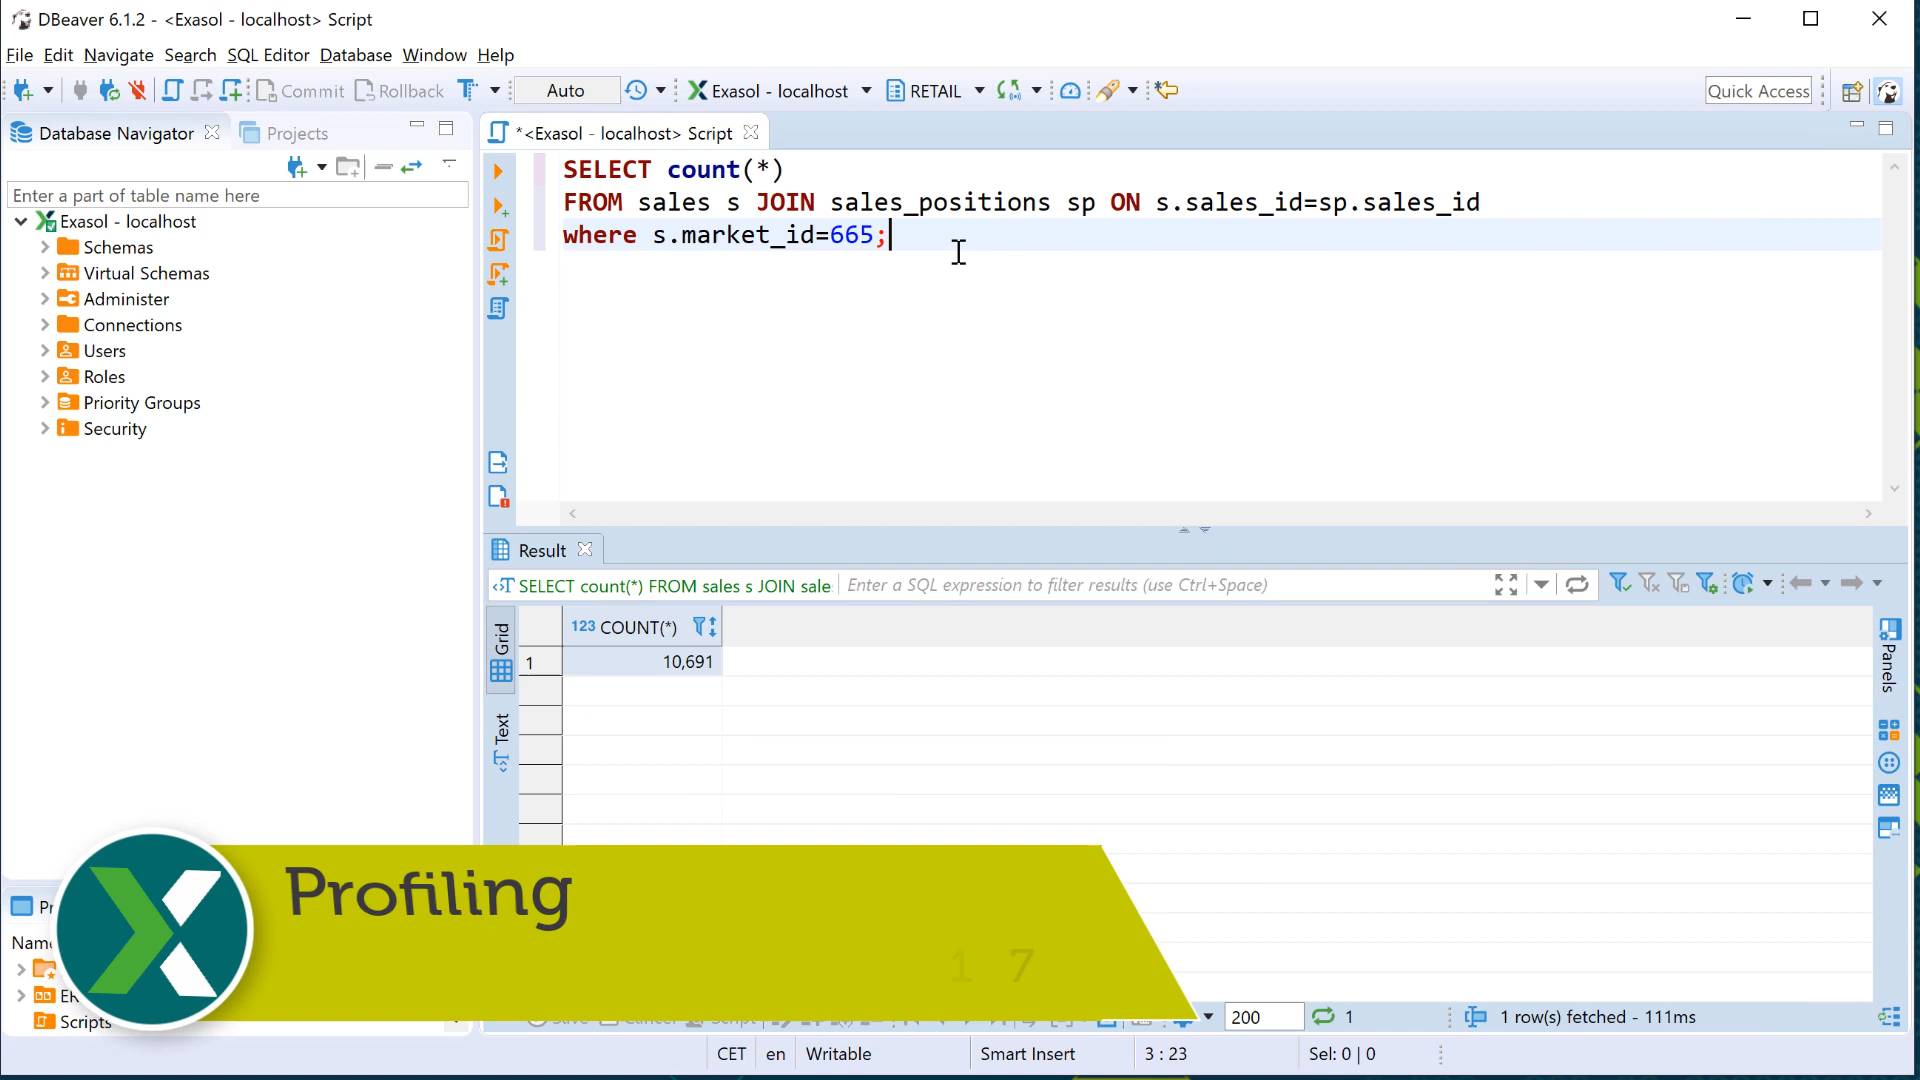 DBeaver 6.1.2 - <Exasol - localhost> Script
File Edit Navigate Search SQL Editor Database Window Help
Commit Rollback Auto Exasol - localhost RETAIL Quick Access
Database Navigator Projects
*<Exasol - localhost> Script
Enter a part of table name here
Exasol - localhost
Schemas
Virtual Schemas
Administer
Connections
Users
Roles
Priority Groups
Security
SELECT count(*)
FROM sales s JOIN sales_positions sp ON s.sales_id=sp.sales_id
where s.market_id=665;
Result
SELECT count(*) FROM sales s JOIN sale
Enter a SQL expression to filter results (use Ctrl+Space)
Grid
Text
Panels
123 COUNT(*)
1 10,691
Profiling
1 7
Scripts
200 1 1 row(s) fetched - 111ms
CET en Writable Smart Insert 3 : 23 Sel: 0 | 0